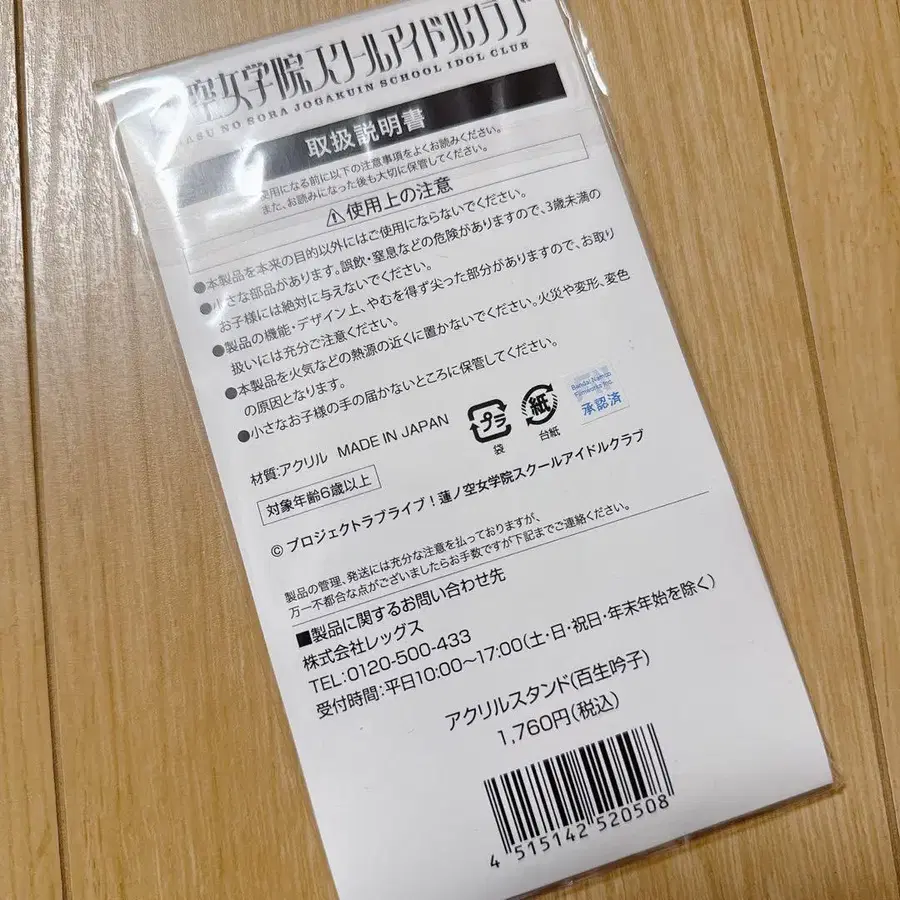 空女学院スクールアイドルクラブ
ASU NO SORA JOGAKUIN SCHOOL IDOL CLUB
取扱説明書
使用になる前に以下の注意事項をよくお読みください。
また、お読みになった後も大切に保管してください。
⚠使用上の注意
●本製品を本来の目的以外にはご使用にならないでください。
●小さな部品があります。誤飲・窒息などの危険がありますので、3歳未満の
お子様には絶対に与えないでください。
●製品の機能・デザイン上、やむを得ず尖った部分がありますので、お取り
扱いには充分ご注意ください。
●本製品を火気などの熱源の近くに置かないでください。火災や変形、変色
の原因となります。
●小さなお子様の手の届かないところに保管してください。
材質:アクリル MADE IN JAPAN
プラ
袋
紙
台紙
Bandai Namco
Filmworks Inc.
承認済
対象年齢6歳以上
© プロジェクトラブライブ！蓮ノ空女学院スクールアイドルクラブ
製品の管理、発送には充分な注意を払っておりますが、
万一不都合な点がございましたらお手数ですが下記までご連絡ください。
■製品に関するお問い合わせ先
株式会社レッグス
TEL:0120-500-433
受付時間:平日10:00～17:00(土・日・祝日・年末年始を除く)
アクリルスタンド(百生吟子)
1,760円(税込)
4 515142 520508